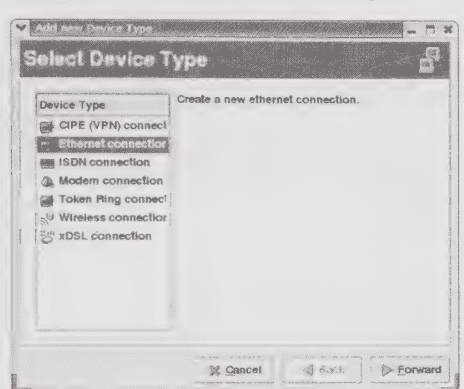 Add new Device Type
Select Device Type
Device Type
Create a new ethernet connection.
CIPE (VPN) connect
Ethernet connection
ISDN connection
Modem connection
Token Ring connect
Wireless connection
xDSL connection
Cancel
Back
Forward